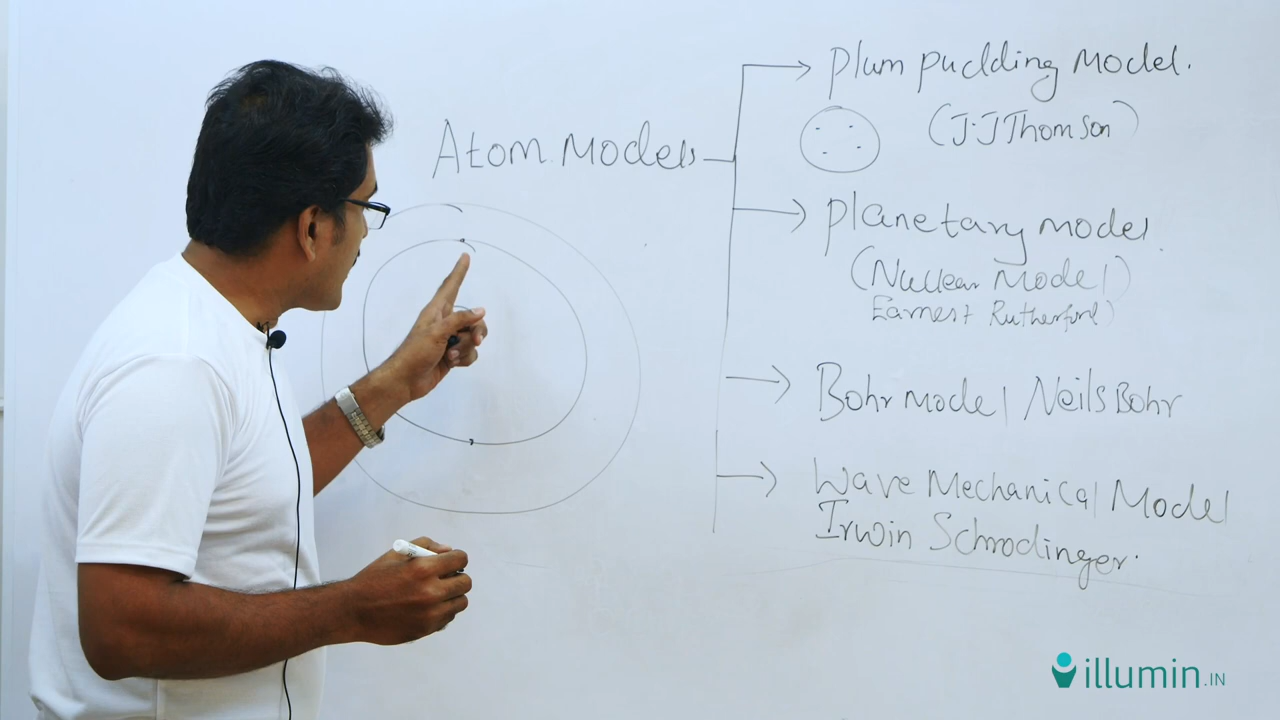 Atom Models
Plum pudding Model.
(J.J Thomson)
Planetary model.
(Nuclear Model)
Earnest Rutherford)
Bohr model Neils Bohr
Wave Mechanical Model
Irwin Schrodinger.
illumin.IN